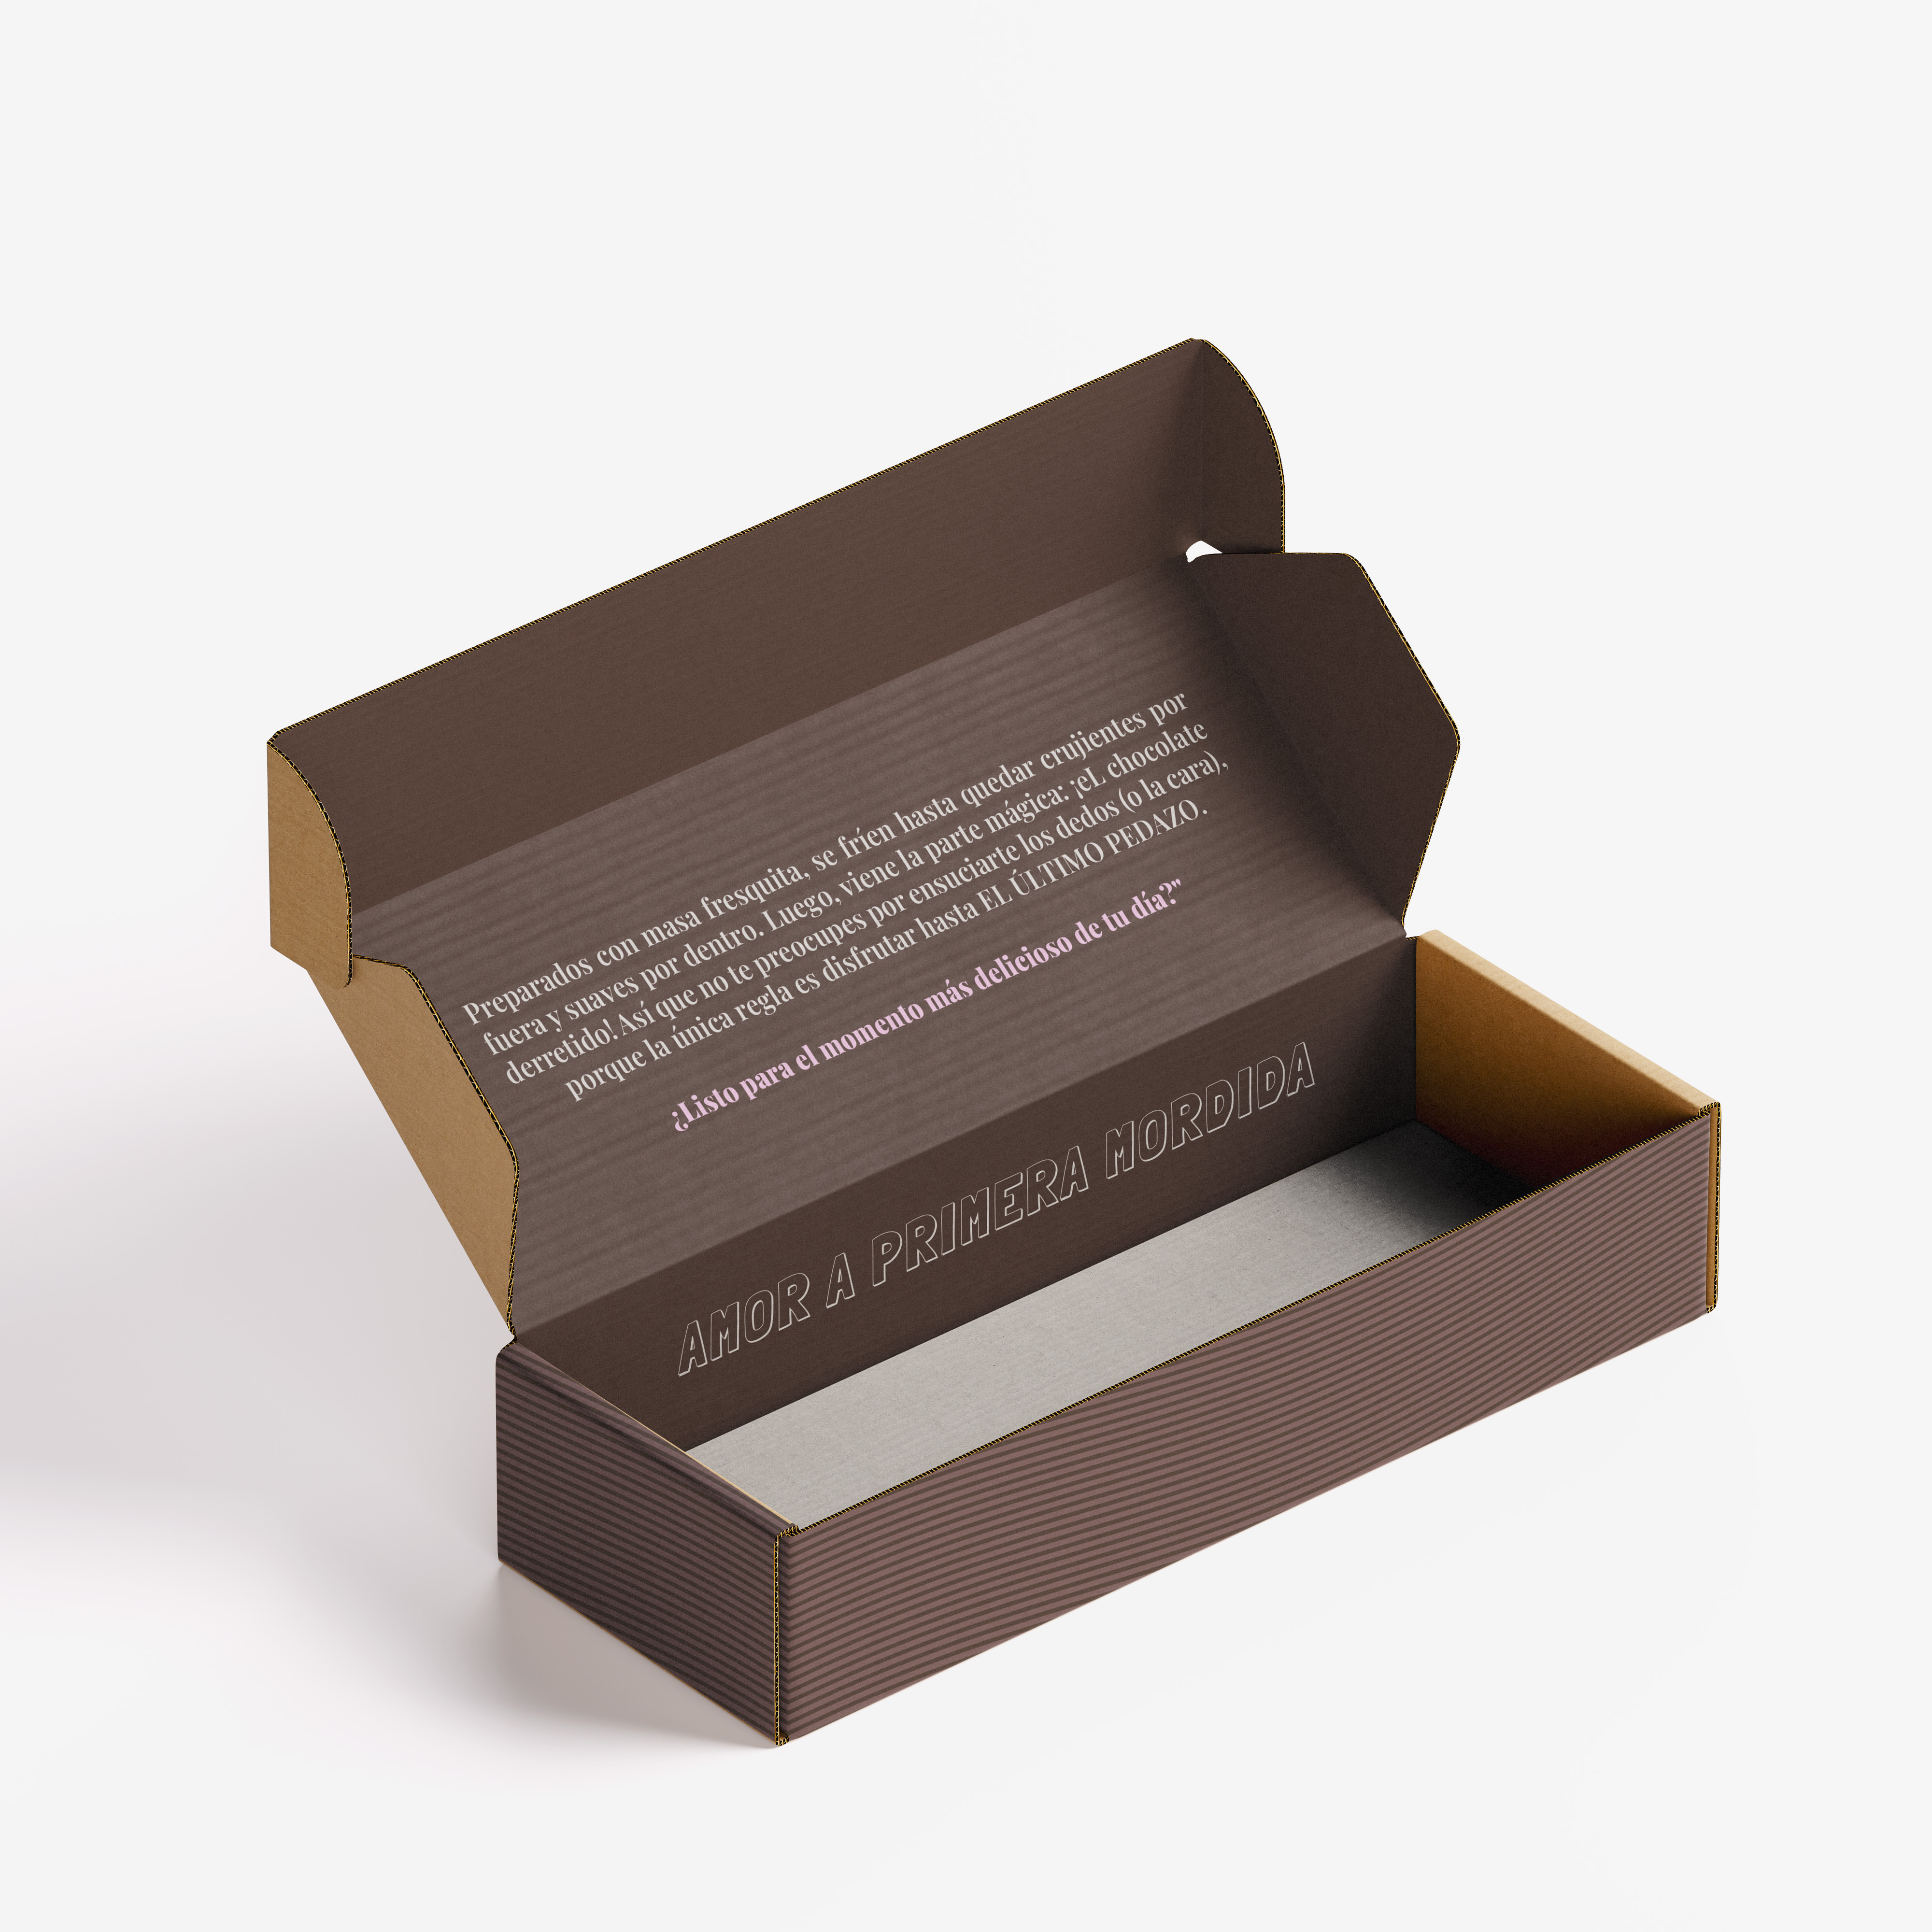 Preparados con masa fresquita, se fríen hasta quedar crujientes por
fuera y suaves por dentro. Luego, viene la parte mágica: ¡eL chocolate
derretido! Así que no te preocupes por ensuciarte los dedos (o la cara),
porque la única regla es disfrutar hasta EL ÚLTIMO PEDAZO.
¿Listo para el momento más delicioso de tu día?"
AMOR A PRIMERA MORDIDA